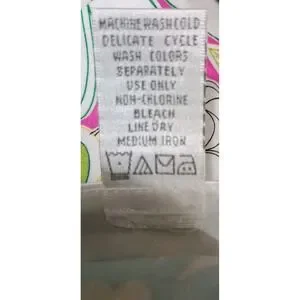 MACHINE WASH COLD
DELICATE CYCLE
WASH COLORS
SEPARATELY
USE ONLY
NON-CHLORINE
BLEACH
LINE DRY
MEDIUM IRON